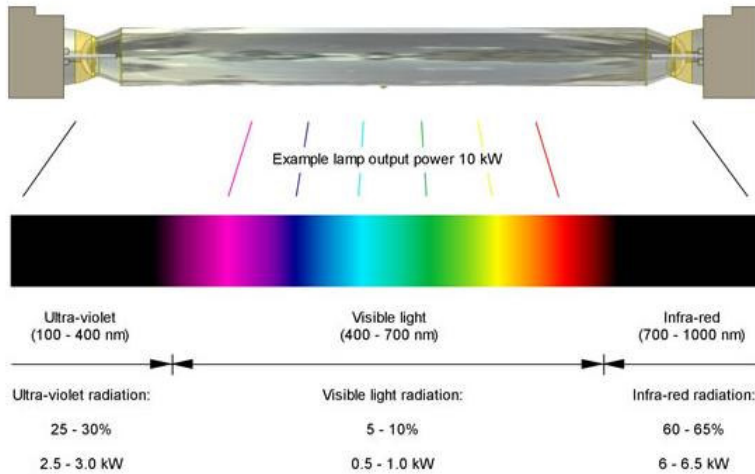 Example lamp output power 10 kW
Ultra-violet
(100 - 400 nm)
Visible light
(400 - 700 nm)
Infra-red
(700 - 1000 nm)
Ultra-violet radiation:
Visible light radiation:
Infra-red radiation:
25 - 30%
5 - 10%
60 - 65%
2.5 - 3.0 kW
0.5 - 1.0 kW
6 - 6.5 kW